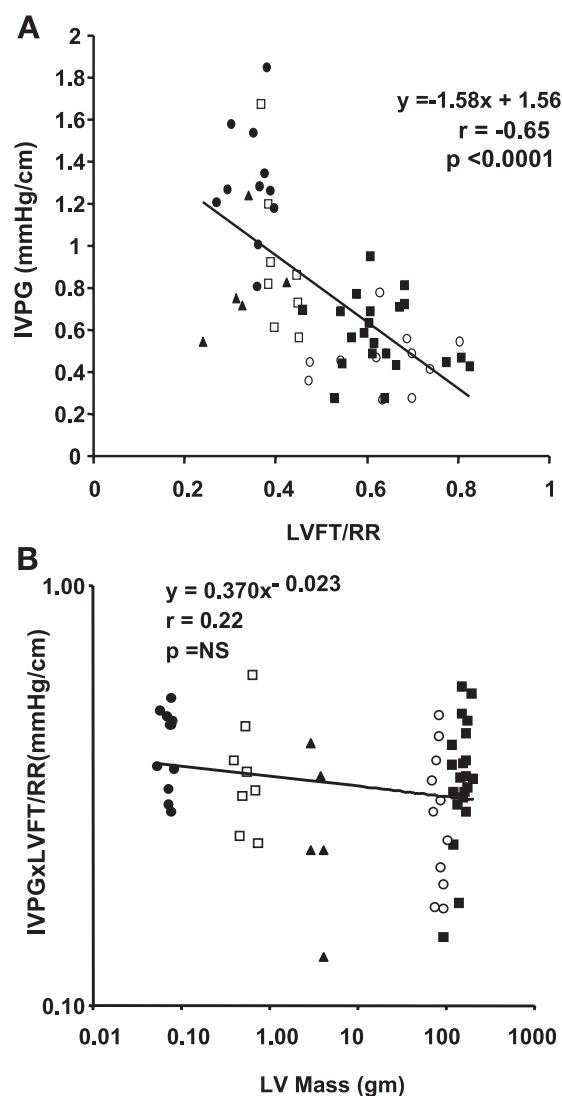 A
2
1.8
1.6
1.4
1.2
1
0.8
0.6
0.4
0.2
0
IVPG (mmHg/cm)
y =-1.58x + 1.56
r = -0.65
p <0.0001
0 0.2 0.4 0.6 0.8 1
LVFT/RR
B
1.00
0.10
IVPGxLVFT/RR(mmHg/cm)
y = 0.370x^- 0.023
r = 0.22
p =NS
0.01 0.10 1.00 10 100 1000
LV Mass (gm)